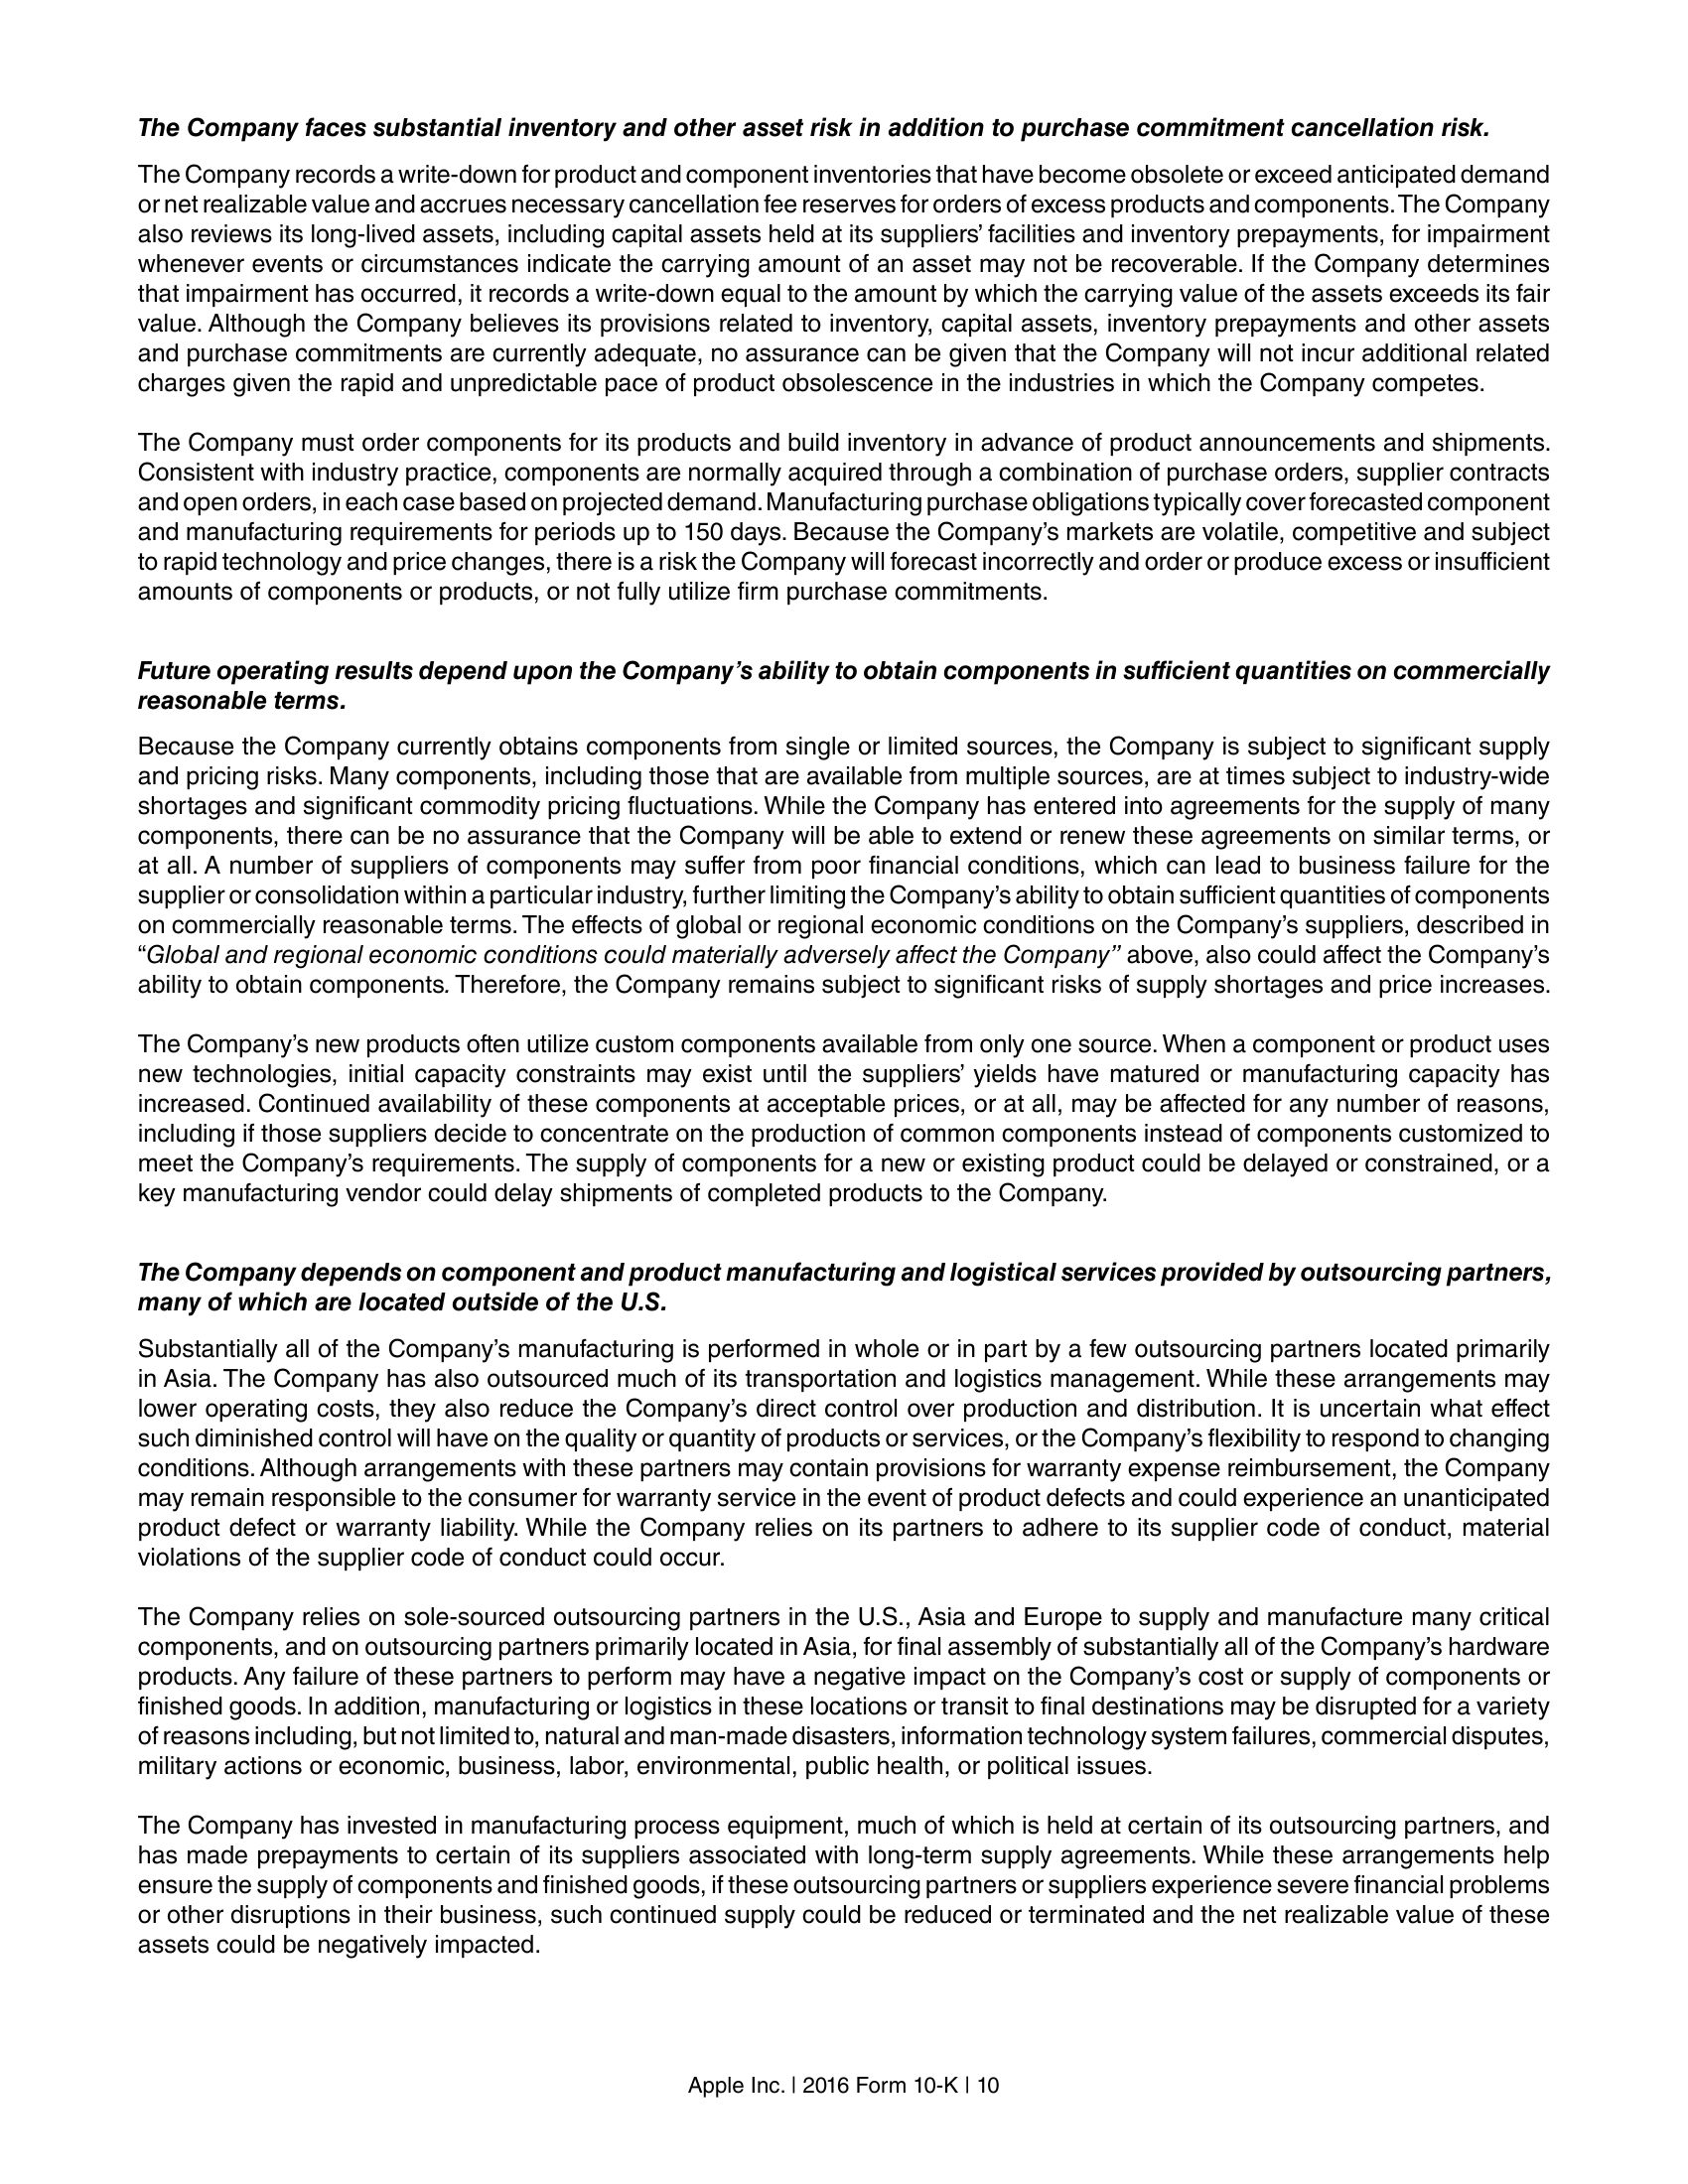 The Company faces substantial inventory and other asset risk in addition to purchase commitment cancellation risk.
The Company records a write-down for product and component inventories that have become obsolete or exceed anticipated demand
or net realizable value and accrues necessary cancellation fee reserves for orders of excess products and components. The Company
also reviews its long-lived assets, including capital assets held at its suppliers’ facilities and inventory prepayments, for impairment
whenever events or circumstances indicate the carrying amount of an asset may not be recoverable. If the Company determines
that impairment has occurred, it records a write-down equal to the amount by which the carrying value of the assets exceeds its fair
value. Although the Company believes its provisions related to inventory, capital assets, inventory prepayments and other assets
and purchase commitments are currently adequate, no assurance can be given that the Company will not incur additional related
charges given the rapid and unpredictable pace of product obsolescence in the industries in which the Company competes.
The Company must order components for its products and build inventory in advance of product announcements and shipments.
Consistent with industry practice, components are normally acquired through a combination of purchase orders, supplier contracts
and open orders, in each case based on projected demand. Manufacturing purchase obligations typically cover forecasted component
and manufacturing requirements for periods up to 150 days. Because the Company’s markets are volatile, competitive and subject
to rapid technology and price changes, there is a risk the Company will forecast incorrectly and order or produce excess or insufficient
amounts of components or products, or not fully utilize firm purchase commitments.
Future operating results depend upon the Company’s ability to obtain components in sufficient quantities on commercially
reasonable terms.
Because the Company currently obtains components from single or limited sources, the Company is subject to significant supply
and pricing risks. Many components, including those that are available from multiple sources, are at times subject to industry-wide
shortages and significant commodity pricing fluctuations. While the Company has entered into agreements for the supply of many
components, there can be no assurance that the Company will be able to extend or renew these agreements on similar terms, or
at all. A number of suppliers of components may suffer from poor financial conditions, which can lead to business failure for the
supplier or consolidation within a particular industry, further limiting the Company’s ability to obtain sufficient quantities of components
on commercially reasonable terms. The effects of global or regional economic conditions on the Company’s suppliers, described in
“Global and regional economic conditions could materially adversely affect the Company” above, also could affect the Company’s
ability to obtain components. Therefore, the Company remains subject to significant risks of supply shortages and price increases.
The Company’s new products often utilize custom components available from only one source. When a component or product uses
new technologies, initial capacity constraints may exist until the suppliers’ yields have matured or manufacturing capacity has
increased. Continued availability of these components at acceptable prices, or at all, may be affected for any number of reasons,
including if those suppliers decide to concentrate on the production of common components instead of components customized to
meet the Company’s requirements. The supply of components for a new or existing product could be delayed or constrained, or a
key manufacturing vendor could delay shipments of completed products to the Company.
The Company depends on component and product manufacturing and logistical services provided by outsourcing partners,
many of which are located outside of the U.S.
Substantially all of the Company’s manufacturing is performed in whole or in part by a few outsourcing partners located primarily
in Asia. The Company has also outsourced much of its transportation and logistics management. While these arrangements may
lower operating costs, they also reduce the Company’s direct control over production and distribution. It is uncertain what effect
such diminished control will have on the quality or quantity of products or services, or the Company’s flexibility to respond to changing
conditions. Although arrangements with these partners may contain provisions for warranty expense reimbursement, the Company
may remain responsible to the consumer for warranty service in the event of product defects and could experience an unanticipated
product defect or warranty liability. While the Company relies on its partners to adhere to its supplier code of conduct, material
violations of the supplier code of conduct could occur.
The Company relies on sole-sourced outsourcing partners in the U.S., Asia and Europe to supply and manufacture many critical
components, and on outsourcing partners primarily located in Asia, for final assembly of substantially all of the Company’s hardware
products. Any failure of these partners to perform may have a negative impact on the Company’s cost or supply of components or
finished goods. In addition, manufacturing or logistics in these locations or transit to final destinations may be disrupted for a variety
of reasons including, but not limited to, natural and man-made disasters, information technology system failures, commercial disputes,
military actions or economic, business, labor, environmental, public health, or political issues.
The Company has invested in manufacturing process equipment, much of which is held at certain of its outsourcing partners, and
has made prepayments to certain of its suppliers associated with long-term supply agreements. While these arrangements help
ensure the supply of components and finished goods, if these outsourcing partners or suppliers experience severe financial problems
or other disruptions in their business, such continued supply could be reduced or terminated and the net realizable value of these
assets could be negatively impacted.
Apple Inc. | 2016 Form 10-K | 10